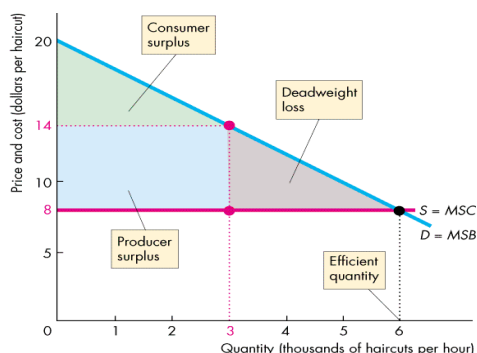 Price and cost (dollars per haircut)
20
14
10
8
5
0
1
2
3
4
5
6
Consumer
surplus
Deadweight
loss
Producer
surplus
Efficient
quantity
S = MSC
D = MSB
Quantity (thousands of haircuts per hour)